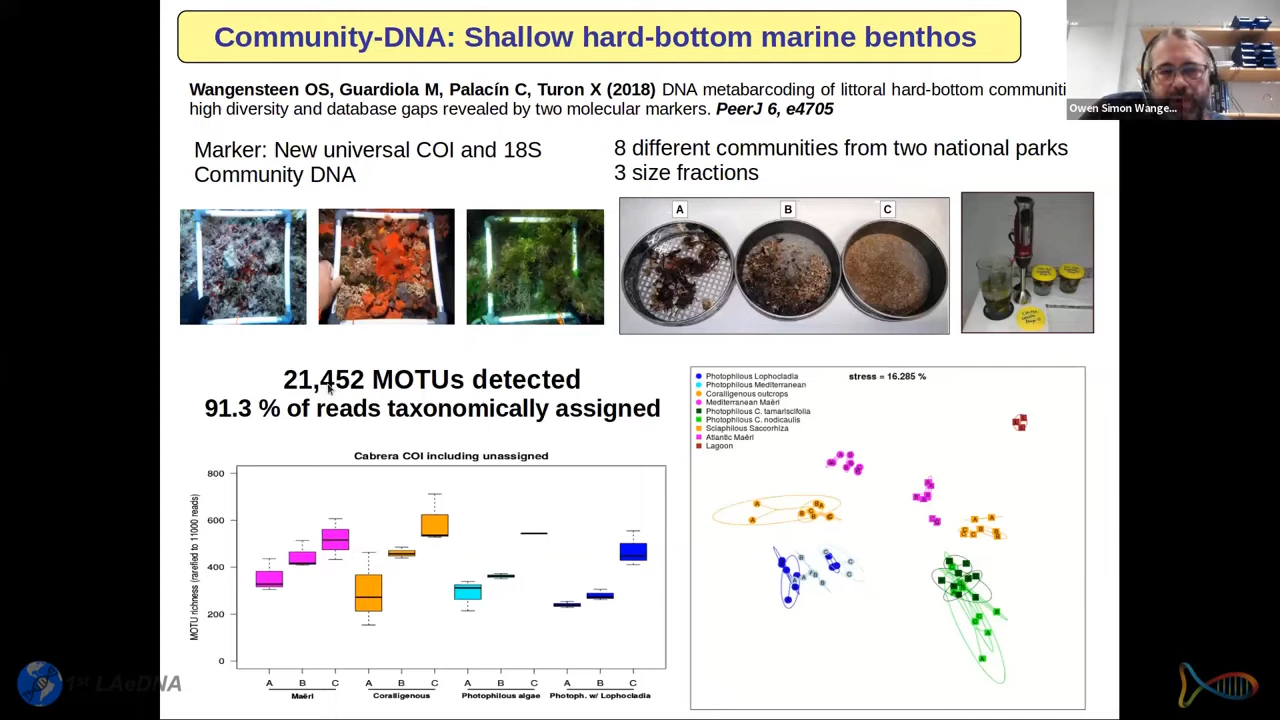 Community-DNA: Shallow hard-bottom marine benthos
Owen Simon Wange...
Wangensteen OS, Guardiola M, Palacín C, Turon X (2018) DNA metabarcoding of littoral hard-bottom communiti
high diversity and database gaps revealed by two molecular markers. PeerJ 6, e4705
Marker: New universal COI and 18S
Community DNA
8 different communities from two national parks
3 size fractions
A B C
21,452 MOTUs detected
91.3 % of reads taxonomically assigned
Cabrera COI including unassigned
MOTU richness (rarefied to 11000 reads)
800
600
400
200
0
A B C A B C A B C A B C
Maërl Coralligenous Photophilous algae Photoph. w/ Lophocladia
Photophilous Lophocladia
Photophilous Mediterranean
Coralligenous outcrops
Mediterranean Maërl
Photophilous C. tamariscifolia
Photophilous C. nodicaulis
Sciaphilous Saccorhiza
Atlantic Maërl
Lagoon
stress = 16.285 %
1st LAeDNA